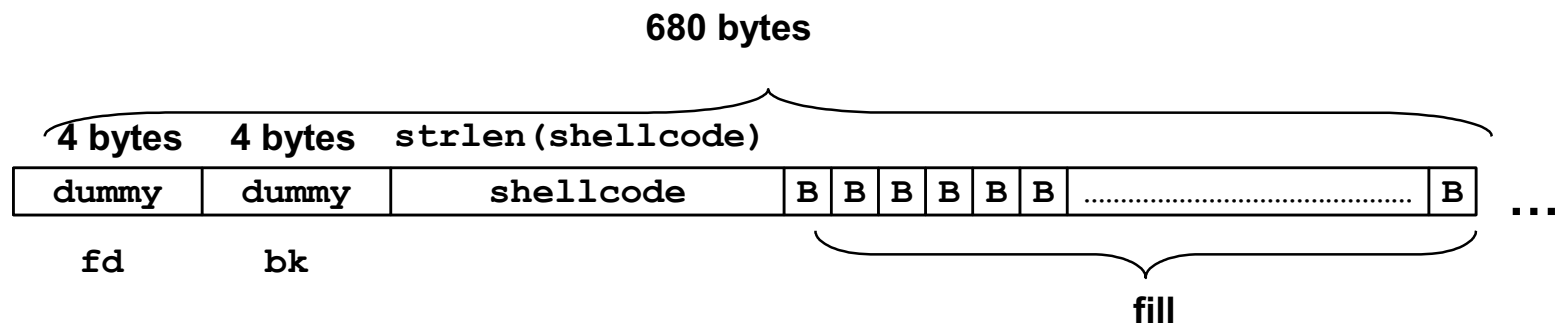 680 bytes
4 bytes 4 bytes strlen(shellcode)
dummy dummy shellcode B B B B B B ........................................... B ...
fd bk
fill